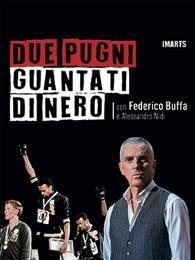 IMARTS
DUE PUGNI
GUANTATI
DI NERO
con Federico Buffa
e Alessandro Nidi